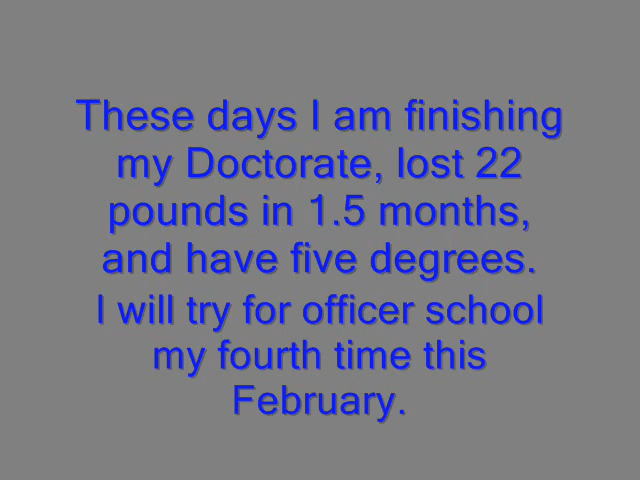 These days I am finishing
my Doctorate, lost 22
pounds in 1.5 months,
and have five degrees.
I will try for officer school
my fourth time this
February.